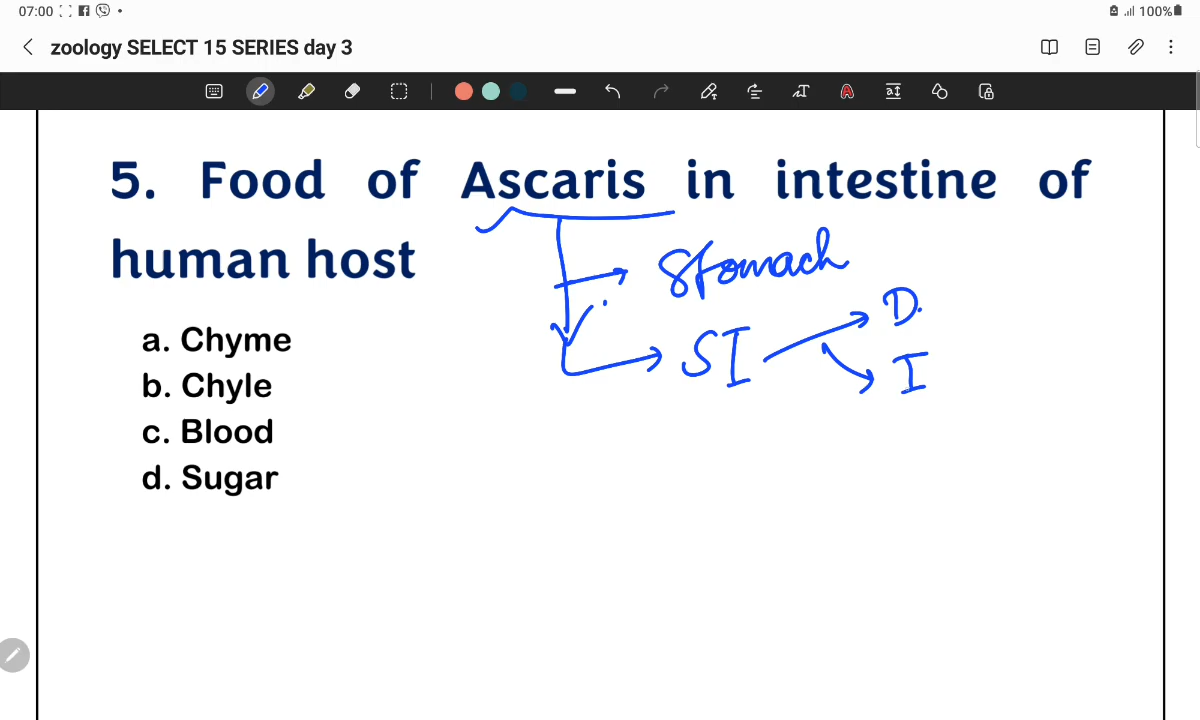 07:00
100%
zoology SELECT 15 SERIES day 3
5. Food of Ascaris in intestine of
human host
Stomach
D.
SI
I
a. Chyme
b. Chyle
c. Blood
d. Sugar